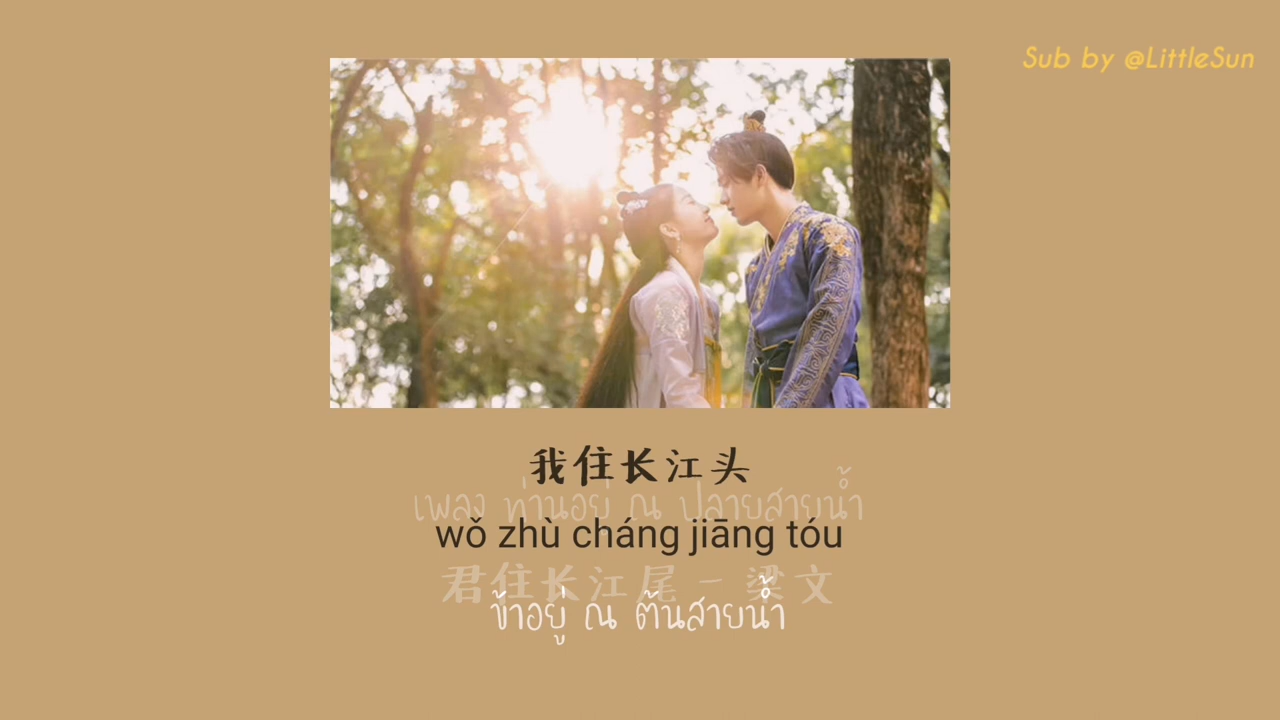 Sub by @LittleSun
我住长江头
เพลง ท่านอยู่ ณ ปลายสายน้ำ
wǒ zhù cháng jiāng tóu
君住长江尾 - 梁文
ข้าอยู่ ณ ต้นสายน้ำ